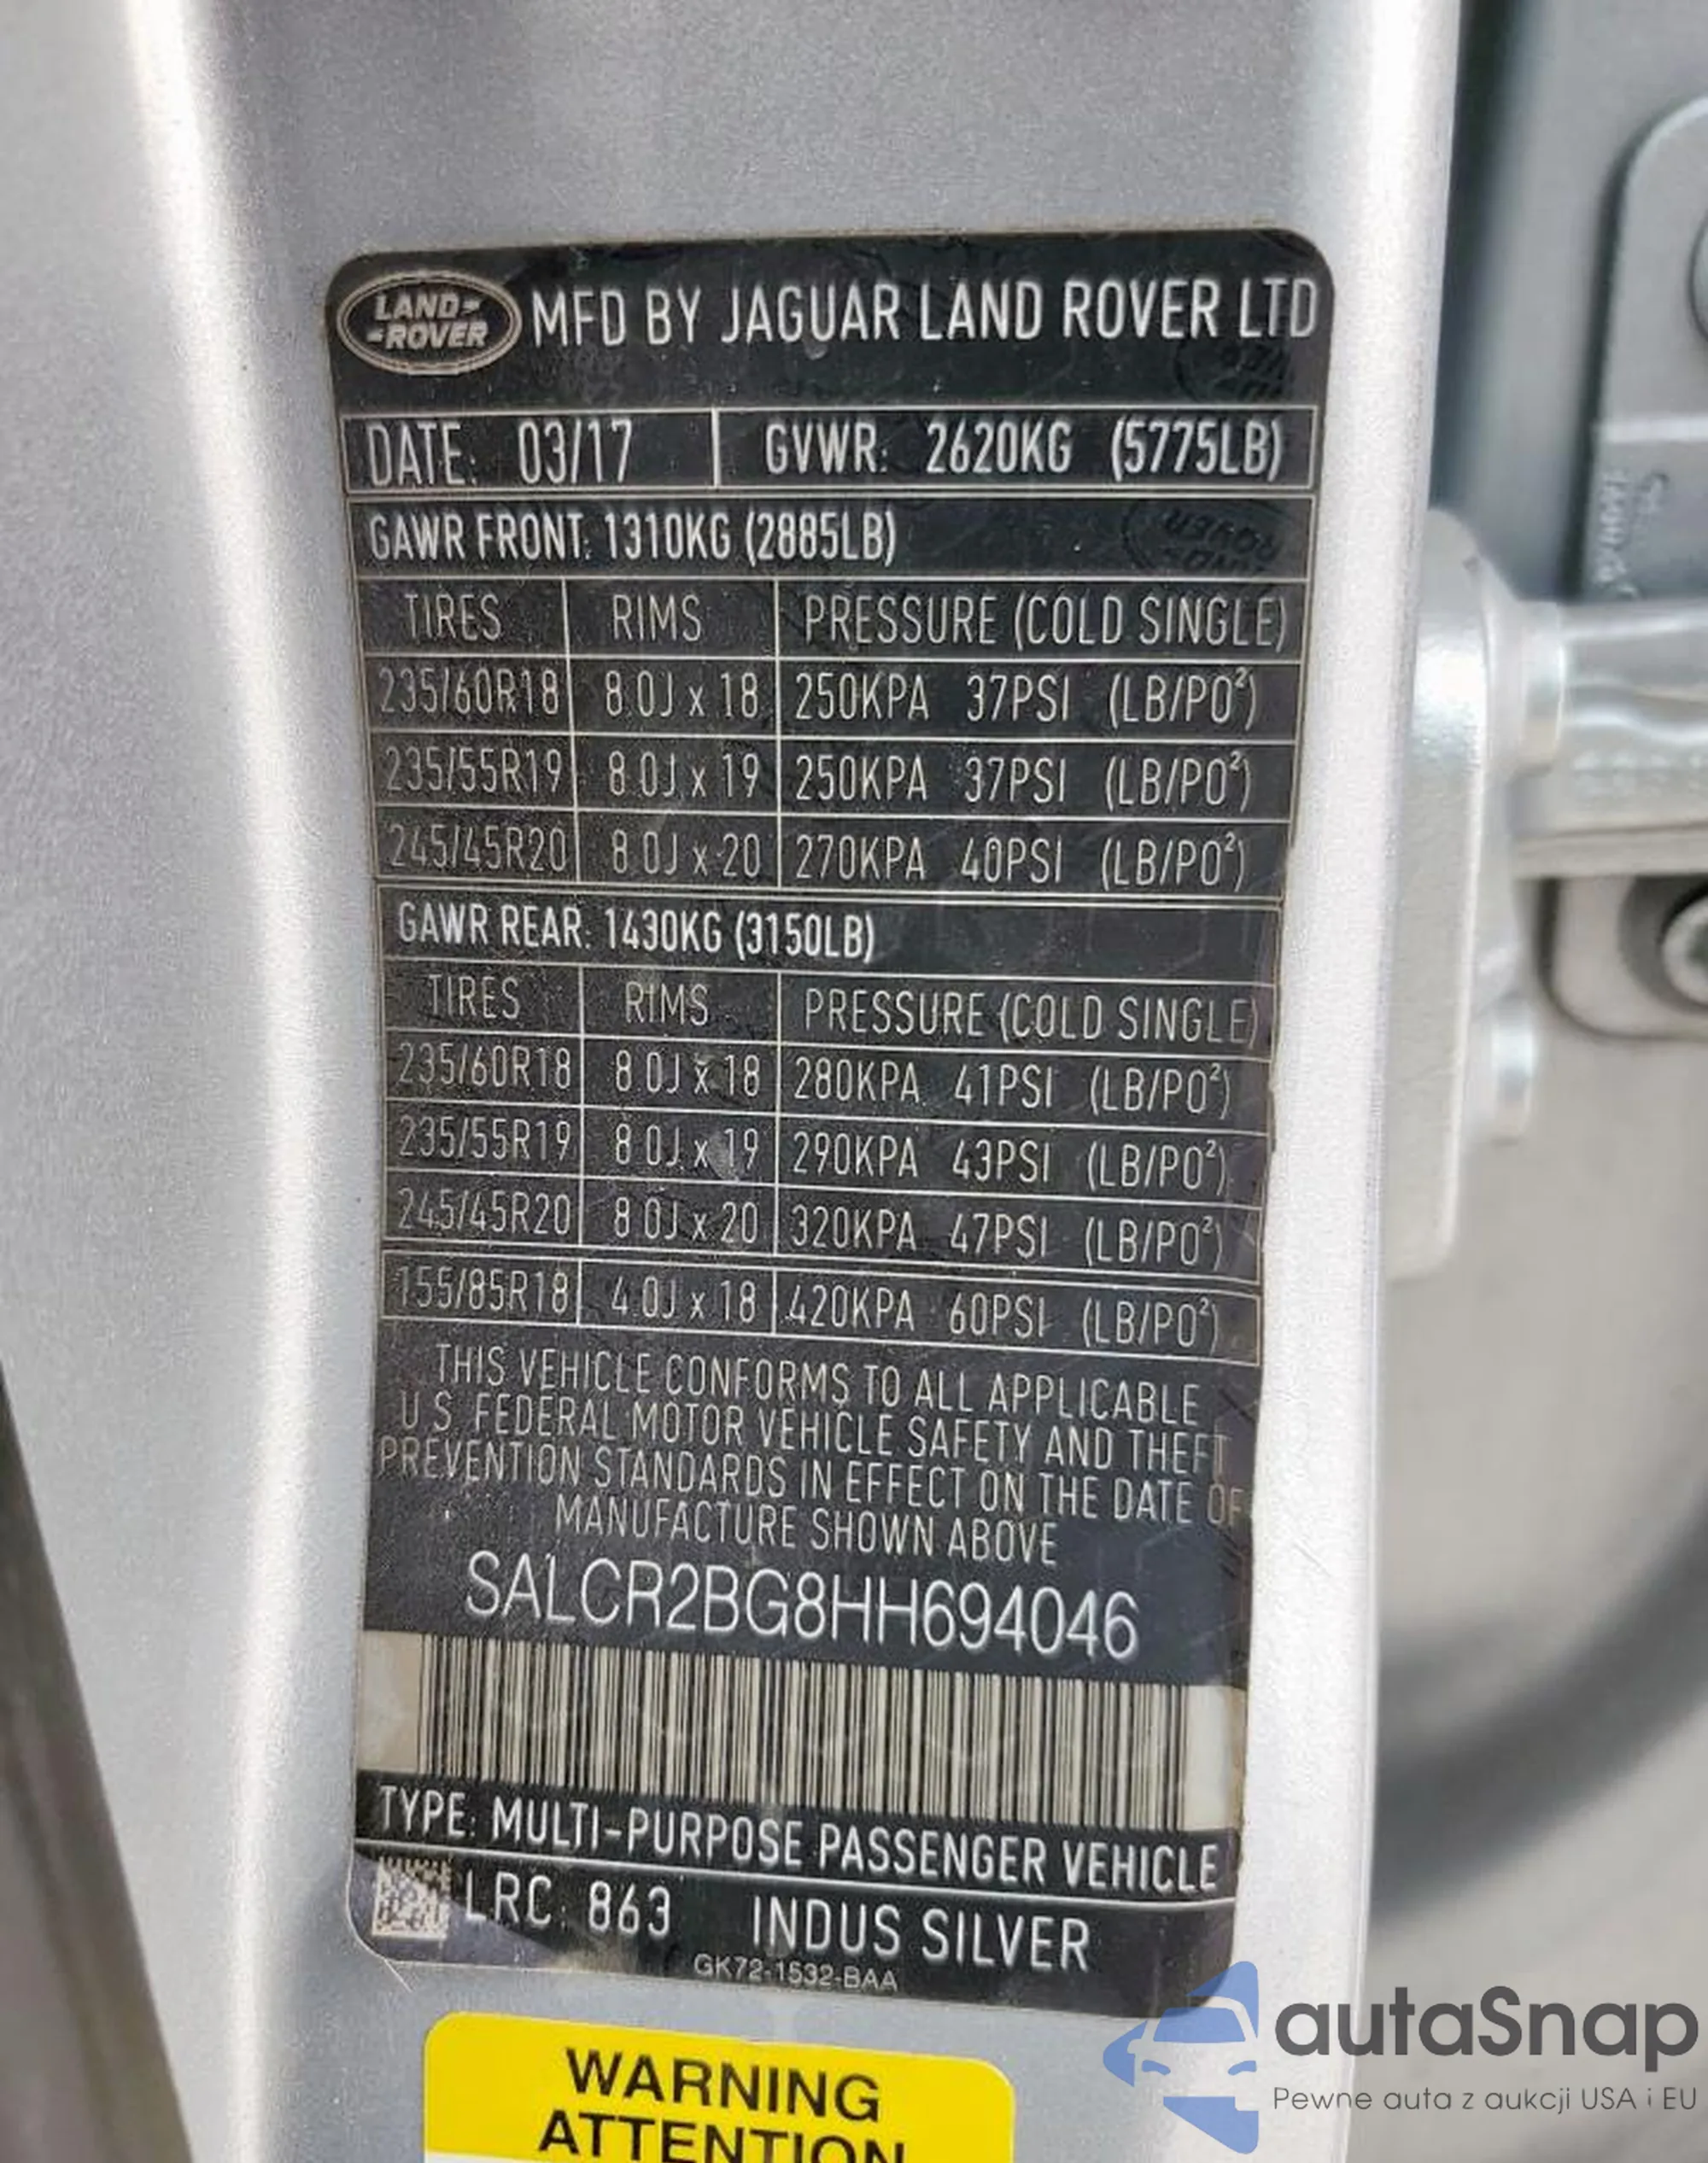 LAND-
-ROVER
MFD BY JAGUAR LAND ROVER LTD
DATE: 03/17 GVWR: 2620KG (5775LB)
GAWR FRONT: 1310KG (2885LB)
TIRES RIMS PRESSURE (COLD SINGLE)
235/60R18 8.0J x 18 250KPA 37PSI (LB/PO²)
235/55R19 8.0J x 19 250KPA 37PSI (LB/PO²)
245/45R20 8.0J x 20 270KPA 40PSI (LB/PO²)
GAWR REAR: 1430KG (3150LB)
TIRES RIMS PRESSURE (COLD SINGLE)
235/60R18 8.0J x 18 280KPA 41PSI (LB/PO²)
235/55R19 8.0J x 19 290KPA 43PSI (LB/PO²)
245/45R20 8.0J x 20 320KPA 47PSI (LB/PO²)
155/85R18 4.0J x 18 420KPA 60PSI (LB/PO²)
THIS VEHICLE CONFORMS TO ALL APPLICABLE
U.S. FEDERAL MOTOR VEHICLE SAFETY AND THEFT
PREVENTION STANDARDS IN EFFECT ON THE DATE OF
MANUFACTURE SHOWN ABOVE
SALCR2BG8HH694046
TYPE: MULTI-PURPOSE PASSENGER VEHICLE
LRC: 863 INDUS SILVER
GK72-1532-BAA
WARNING
ATTENTION
autaSnap
Pewne auta z aukcji USA i EU